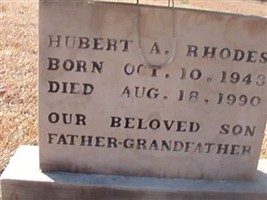 HUBERT A. RHODES
BORN OCT. 10. 1943
DIED AUG. 18. 1990
OUR BELOVED SON
FATHER-GRANDFATHER